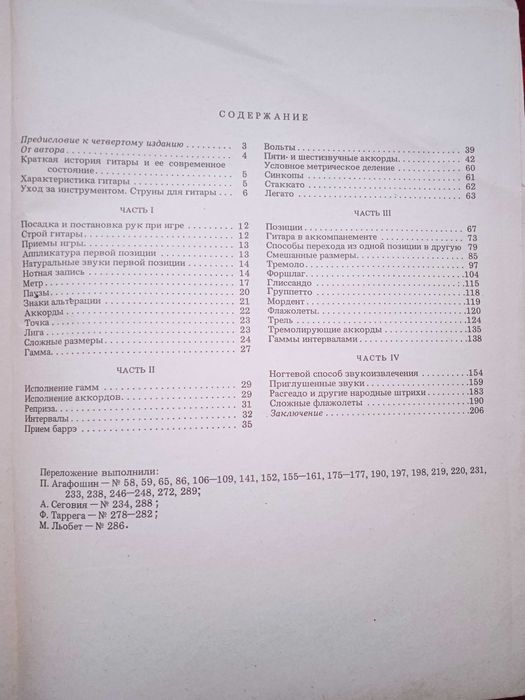 СОДЕРЖАНИЕ
Предисловие к четвертому изданию . . . . . . . . 3
От автора . . . . . . . . . . . . . . . . . . . . 4
Краткая история гитары и ее современное
состояние. . . . . . . . . . . . . . . . . . 5
Характеристика гитары . . . . . . . . . . . . . . 5
Уход за инструментом. Струны для гитары . . . 6
ЧАСТЬ I
Посадка и постановка рук при игре . . . . . . . 12
Строй гитары . . . . . . . . . . . . . . . . . . 12
Приемы игры. . . . . . . . . . . . . . . . . . . 13
Аппликатура первой позиции . . . . . . . . . . 13
Натуральные звуки первой позиции . . . . . . . 14
Нотная запись . . . . . . . . . . . . . . . . . 14
Метр . . . . . . . . . . . . . . . . . . . . . . 17
Паузы. . . . . . . . . . . . . . . . . . . . . . 20
Знаки альтерации . . . . . . . . . . . . . . . . 21
Аккорды . . . . . . . . . . . . . . . . . . . . 22
Точка . . . . . . . . . . . . . . . . . . . . . 23
Лига . . . . . . . . . . . . . . . . . . . . . . 23
Сложные размеры . . . . . . . . . . . . . . . . 24
Гамма. . . . . . . . . . . . . . . . . . . . . . 27
ЧАСТЬ II
Исполнение гамм . . . . . . . . . . . . . . . . 29
Исполнение аккордов. . . . . . . . . . . . . . . 29
Реприза. . . . . . . . . . . . . . . . . . . . . 31
Интервалы . . . . . . . . . . . . . . . . . . . 32
Прием баррэ . . . . . . . . . . . . . . . . . . 35
Вольты . . . . . . . . . . . . . . . . . . . . . 39
Пяти- и шестизвучные аккорды. . . . . . . . . . 42
Условное метрическое деление . . . . . . . . . 60
Синкопы . . . . . . . . . . . . . . . . . . . . 61
Стаккато . . . . . . . . . . . . . . . . . . . . 62
Легато . . . . . . . . . . . . . . . . . . . . . 63
ЧАСТЬ III
Позиции . . . . . . . . . . . . . . . . . . . . 67
Гитара в аккомпанементе . . . . . . . . . . . . 73
Способы перехода из одной позиции в другую 79
Смешанные размеры. . . . . . . . . . . . . . . . 85
Тремоло. . . . . . . . . . . . . . . . . . . . . 97
Форшлаг . . . . . . . . . . . . . . . . . . . .104
Глиссандо . . . . . . . . . . . . . . . . . . .115
Группетто . . . . . . . . . . . . . . . . . . .118
Мордент . . . . . . . . . . . . . . . . . . . .119
Флажолеты. . . . . . . . . . . . . . . . . . . .120
Трель . . . . . . . . . . . . . . . . . . . . .124
Тремолирующие аккорды . . . . . . . . . . . . .135
Гаммы интервалами . . . . . . . . . . . . . . .138
ЧАСТЬ IV
Ногтевой способ звукоизвлечения . . . . . . . .154
Приглушенные звуки . . . . . . . . . . . . . . .159
Расгеадо и другие народные штрихи . . . . . . .183
Сложные флажолеты . . . . . . . . . . . . . . .190
Заключение . . . . . . . . . . . . . . . . . . .206
Переложение выполнили:
П. Агафошин — № 58, 59, 65, 86, 106—109, 141, 152, 155—161, 175—177, 190, 197, 198, 219, 220, 231,
233, 238, 246—248, 272, 289;
А. Сеговия — № 234, 288 ;
Ф. Таррега — № 278—282 ;
М. Льобет — № 286.